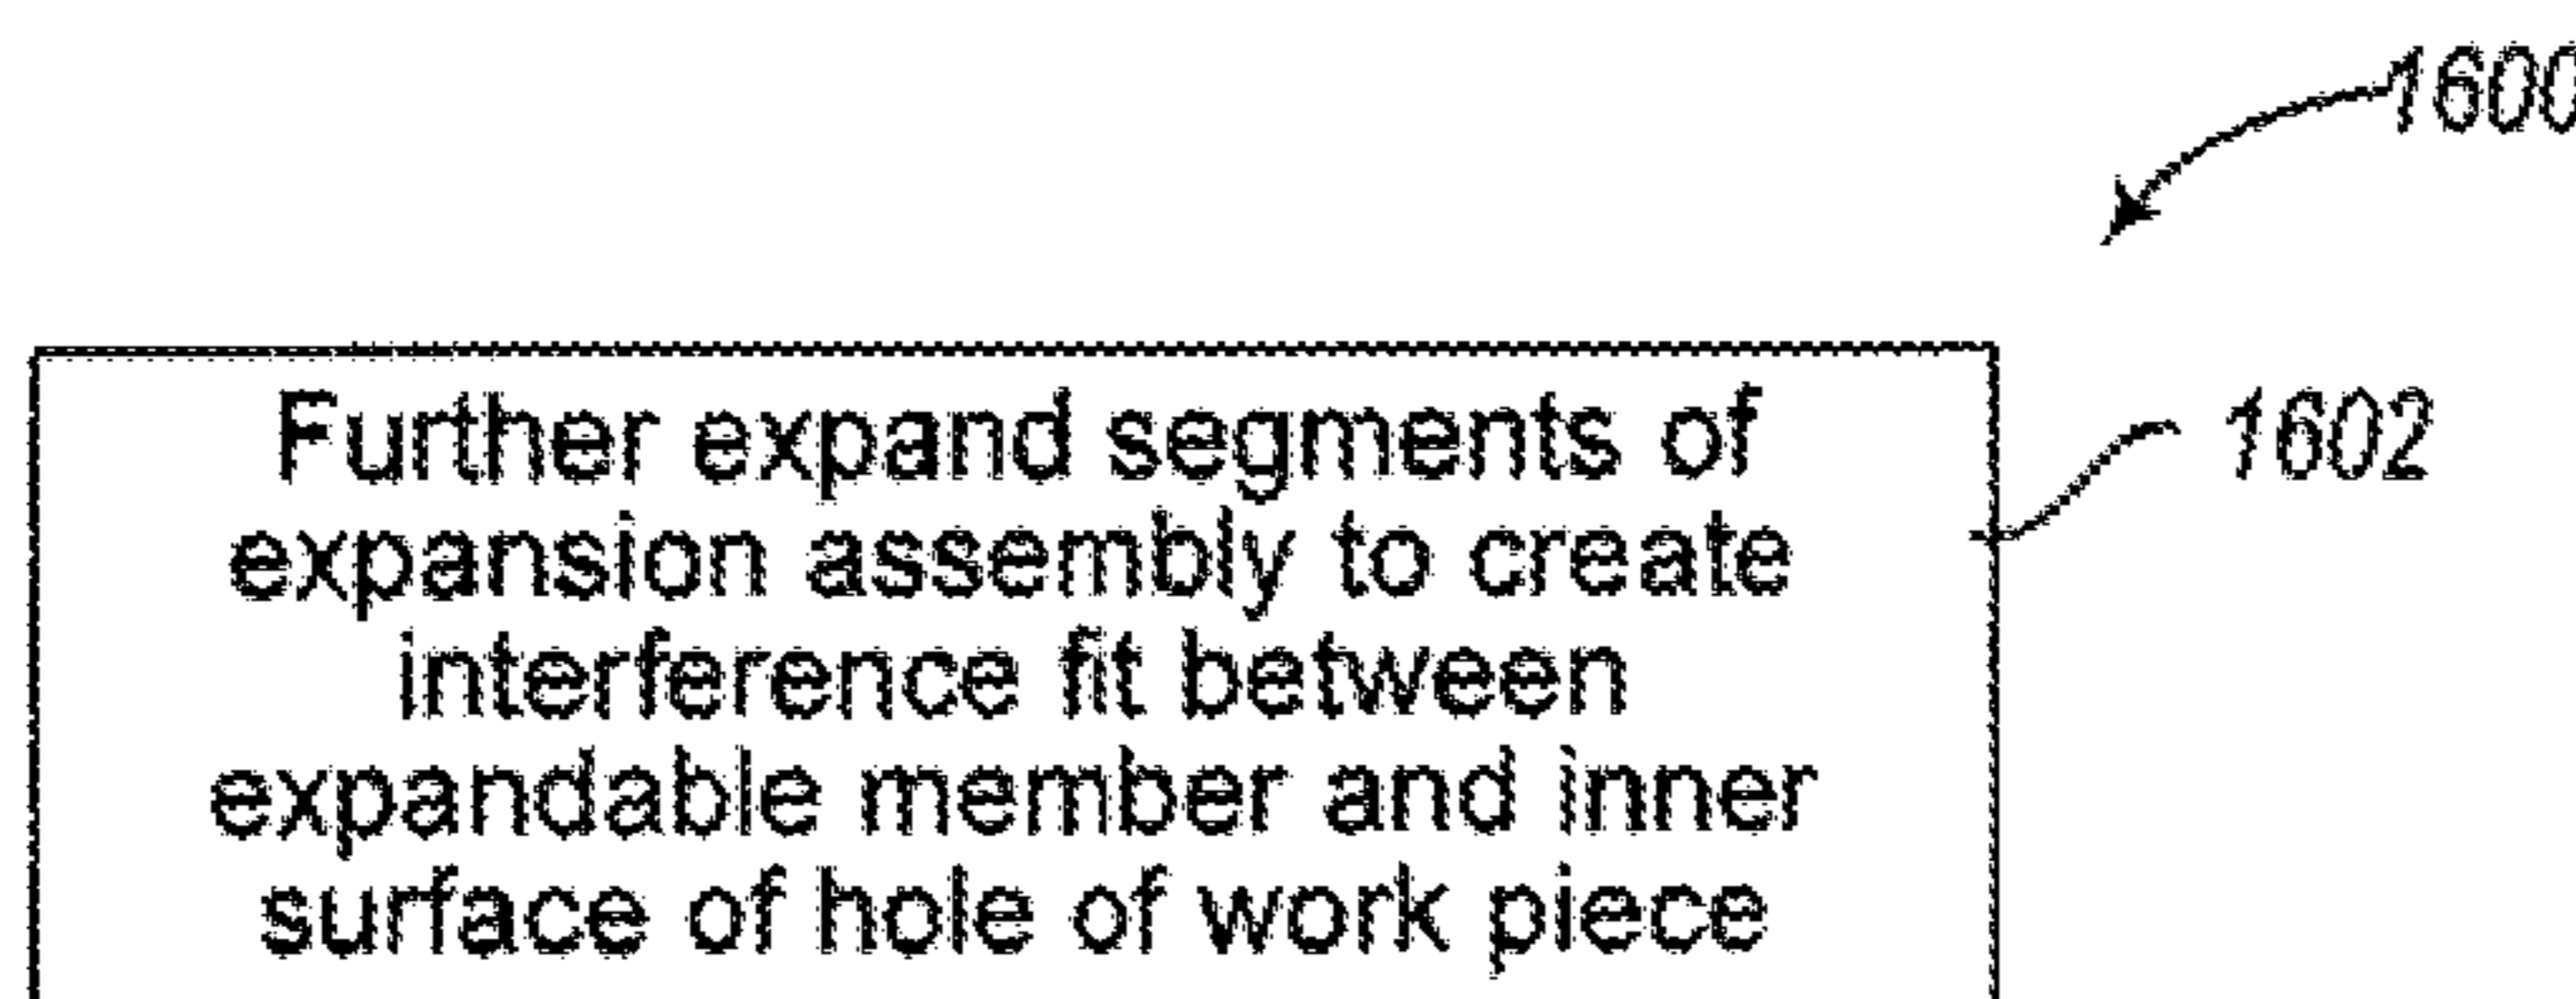 1600
Further expand segments of
1602
expansion assembly to create
interference fit between
expandable member and inner
surface of hole of work piece